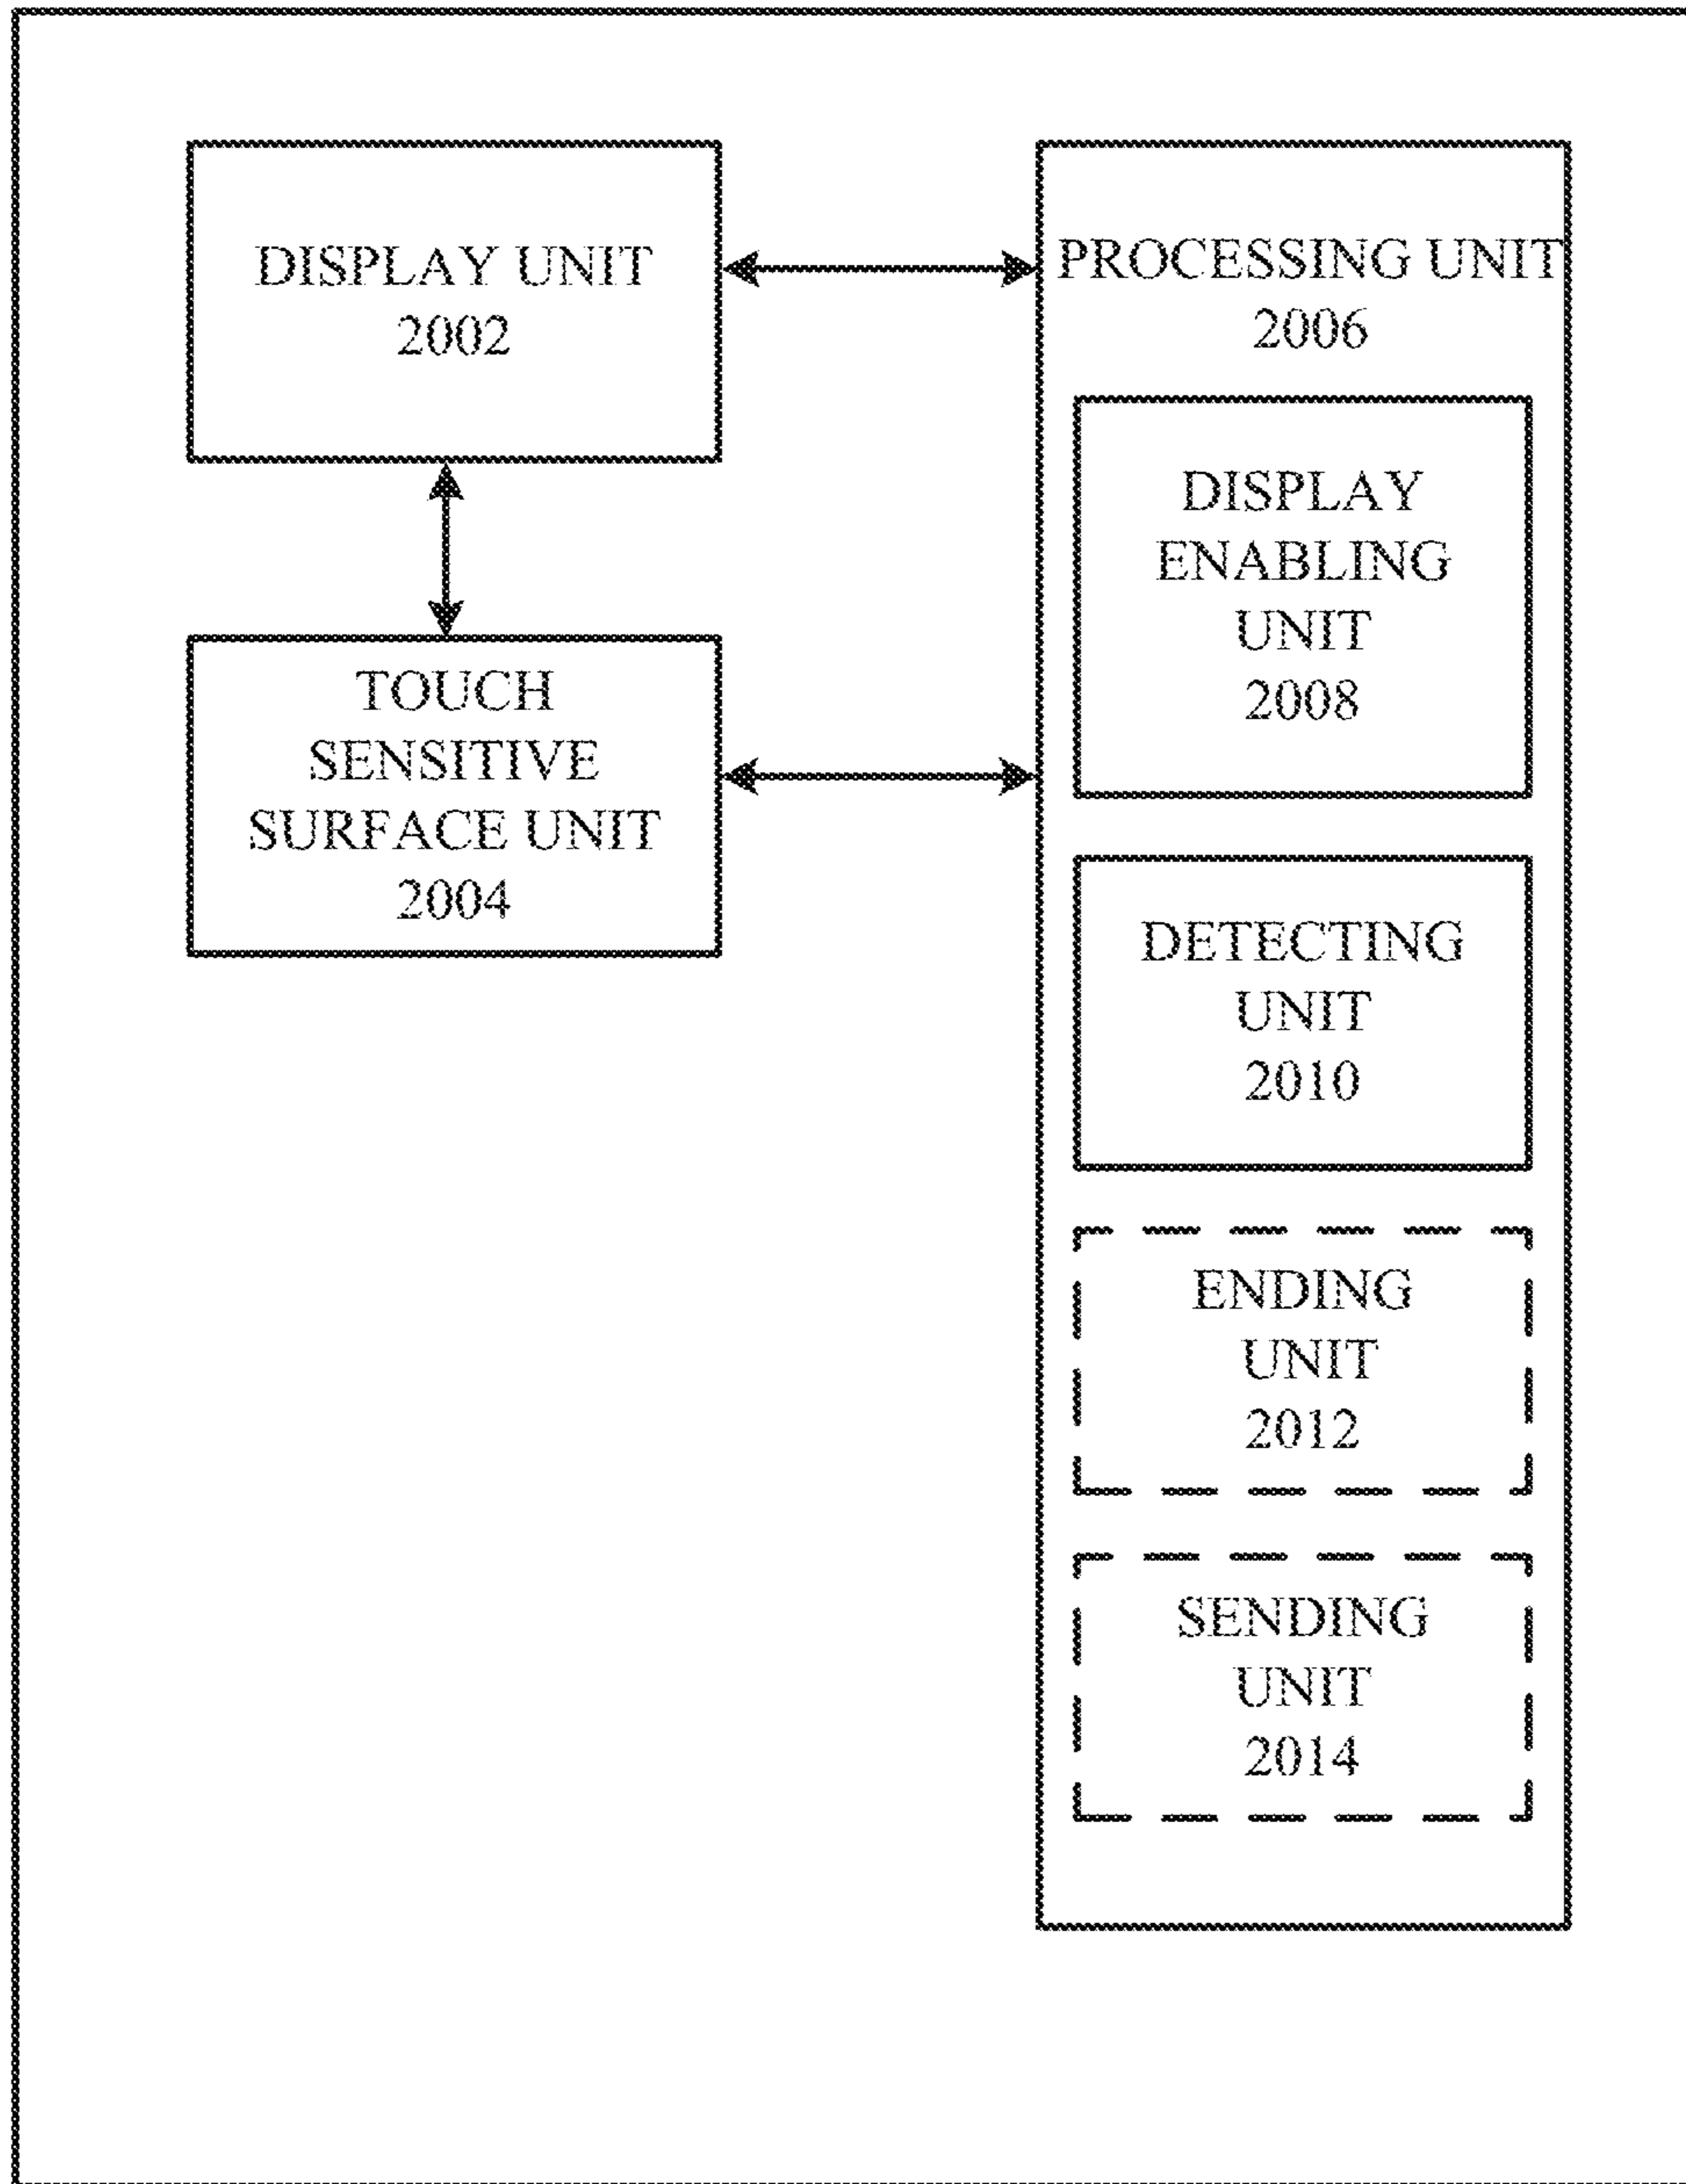 DISPLAY UNIT
2002
TOUCH
SENSITIVE
SURFACE UNIT
2004
PROCESSING UNIT
2006
DISPLAY
ENABLING
UNIT
2008
DETECTING
UNIT
2010
ENDING
UNIT
2012
SENDING
UNIT
2014